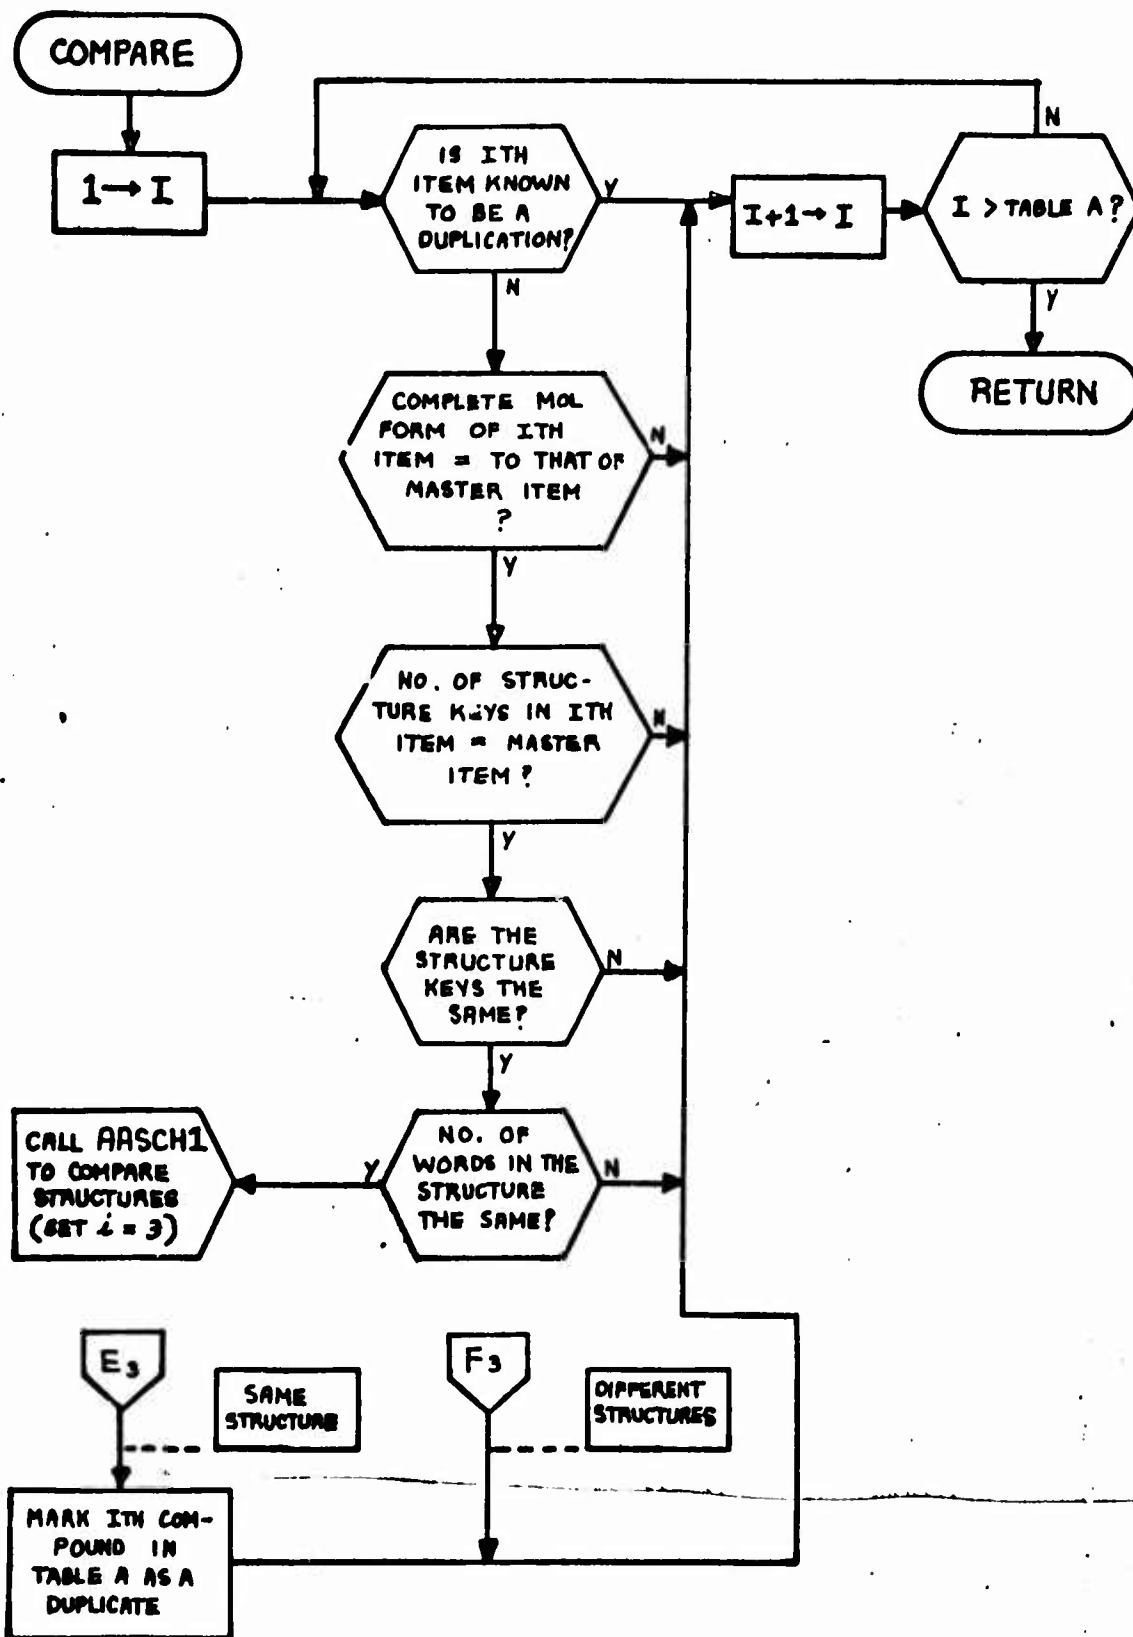 COMPARE
1→I
IS ITH
ITEM KNOWN
TO BE A
DUPLICATION?
Y
N
I+1→I
I > TABLE A?
N
Y
RETURN
COMPLETE MOL
FORM OF ITH
ITEM = TO THAT OF
MASTER ITEM
?
N
Y
NO. OF STRUC-
TURE KEYS IN ITH
ITEM = MASTER
ITEM?
N
Y
ARE THE
STRUCTURE
KEYS THE
SAME?
N
Y
NO. OF
WORDS IN THE
STRUCTURE
THE SAME?
N
Y
CALL AASCH1
TO COMPARE
STRUCTURES
(SET i = 3)
E3
SAME
STRUCTURE
F3
DIFFERENT
STRUCTURES
MARK ITH COM-
POUND IN
TABLE A AS A
DUPLICATE